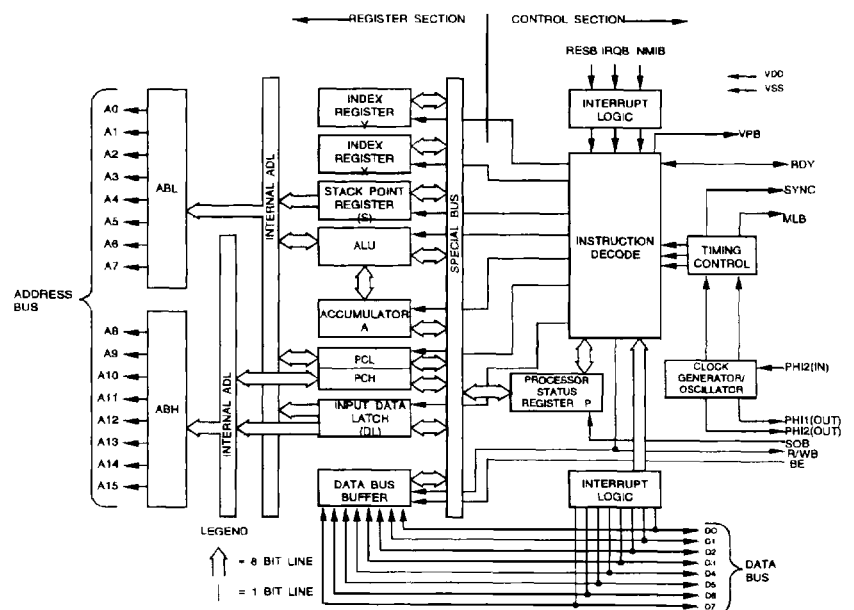 REGISTER SECTION
CONTROL SECTION
RESB IRQB NMIB
VDD
VSS
INTERRUPT
LOGIC
VPB
RDY
SYNC
MLB
INDEX
REGISTER
Y
INDEX
REGISTER
X
STACK POINT
REGISTER
(S)
ALU
ACCUMULATOR
A
PCL
PCH
INPUT DATA
LATCH
(DL)
DATA BUS
BUFFER
INTERNAL ADL
INTERNAL ADL
SPECIAL BUS
INSTRUCTION
DECODE
TIMING
CONTROL
CLOCK
GENERATOR/
OSCILLATOR
PROCESSOR
STATUS
REGISTER P
PHI2(IN)
PHI1(OUT)
PHI2(OUT)
SOB
R/WB
BE
INTERRUPT
LOGIC
ADDRESS
BUS
A0
A1
A2
A3
A4
A5
A6
A7
ABL
A8
A9
A10
A11
A12
A13
A14
A15
ABH
LEGEND
= 8 BIT LINE
= 1 BIT LINE
D0
D1
D2
D3
D4
D5
D6
D7
DATA
BUS